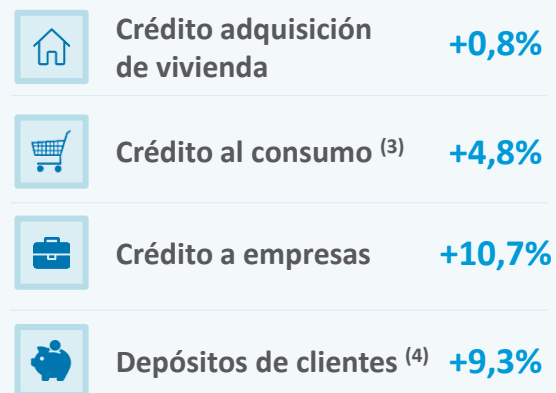 Crédito adquisición
de vivienda
+0,8%
Crédito al consumo (3) +4,8%
Crédito a empresas +10,7%
Depósitos de clientes (4) +9,3%